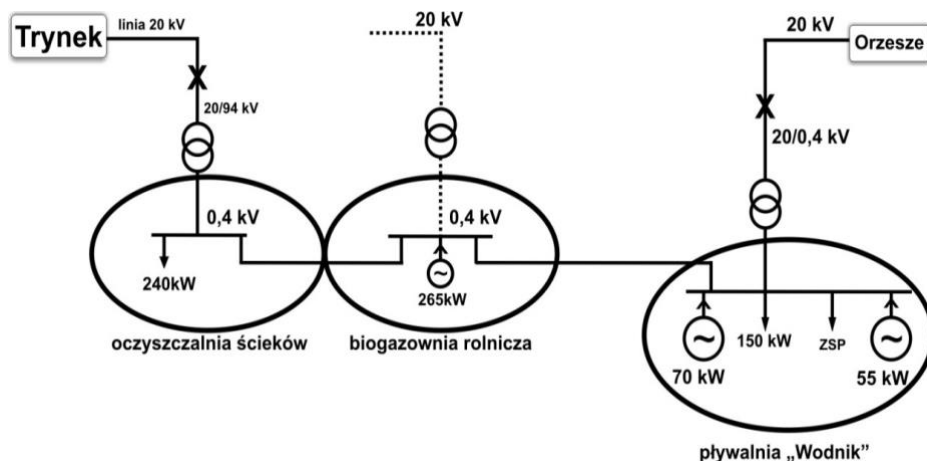 Trynek
linia 20 kV
20 kV
20 kV
Orzesze
20/94 kV
20/0,4 kV
0,4 kV
0,4 kV
240kW
265kW
oczyszczalnia ścieków
biogazownia rolnicza
~
~
~
150 kW
ZSP
70 kW
55 kW
pływalnia „Wodnik”